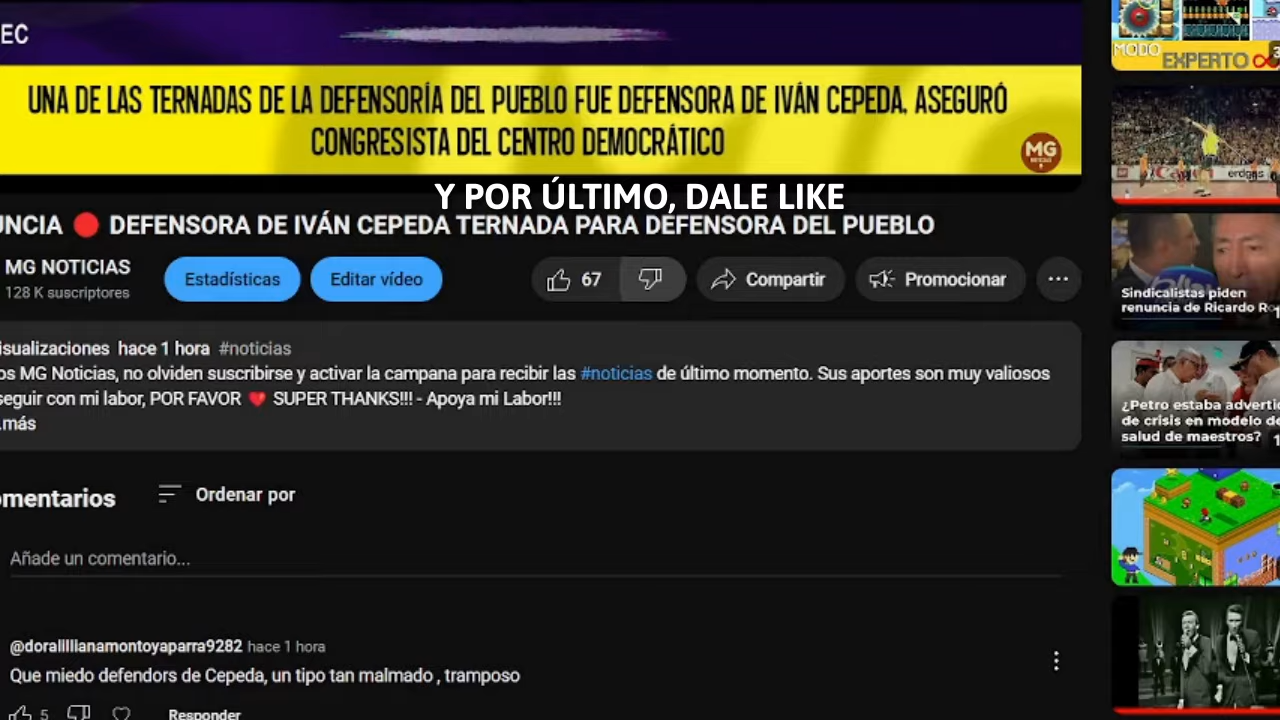 EC
UNA DE LAS TERNADAS DE LA DEFENSORÍA DEL PUEBLO FUE DEFENSORA DE IVÁN CEPEDA, ASEGURÓ
CONGRESISTA DEL CENTRO DEMOCRÁTICO
MG
NOTICIAS
Y POR ÚLTIMO, DALE LIKE
UNCIA 🔴 DEFENSORA DE IVÁN CEPEDA TERNADA PARA DEFENSORA DEL PUEBLO
MG NOTICIAS
128 K suscriptores
Estadísticas
Editar vídeo
67
Compartir
Promocionar
isualizaciones hace 1 hora #noticias
os MG Noticias, no olviden suscribirse y activar la campana para recibir las #noticias de último momento. Sus aportes son muy valiosos
seguir con mi labor, POR FAVOR 💔 SUPER THANKS!!! - Apoya mi Labor!!!
.más
omentarios
Ordenar por
Añade un comentario...
@doralilllanamontoyaparra9282 hace 1 hora
Que miedo defendors de Cepeda, un tipo tan malmado , tramposo
5
Responder
MODO
EXPERTO
erdgas
Sindicalistas piden
renuncia de Ricardo R
¿Petro estaba adverti
de crisis en modelo de
salud de maestros?